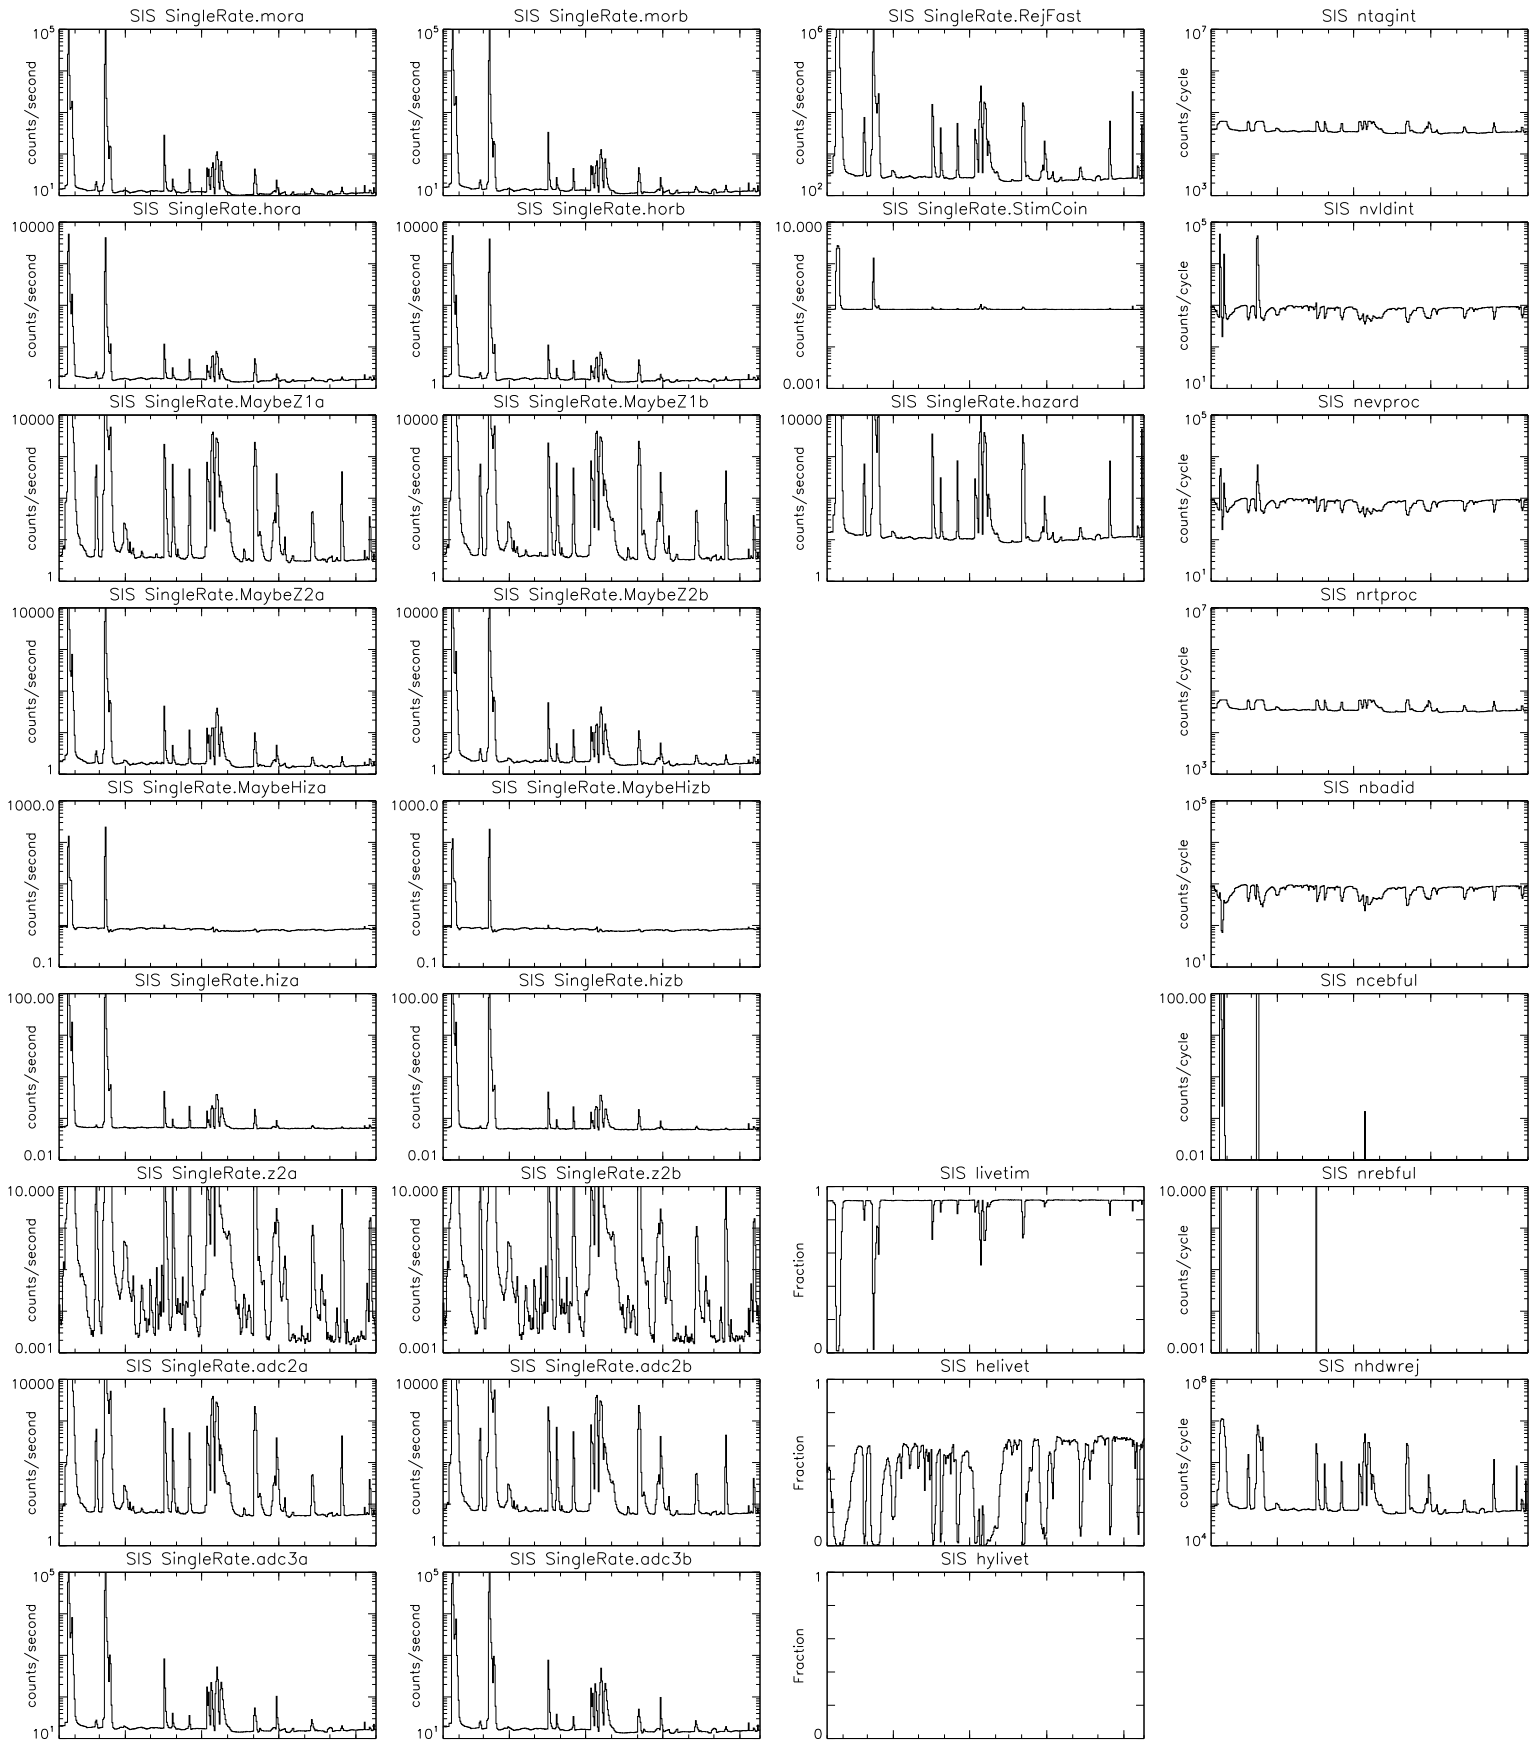 SIS SingleRate.mora
SIS SingleRate.morb
SIS SingleRate.RejFast
SIS ntagint
10^5
counts/second
10^1
10^5
counts/second
10^1
10^6
counts/second
10^2
10^7
counts/cycle
10^3
SIS SingleRate.hora
SIS SingleRate.horb
SIS SingleRate.StimCoin
SIS nvldint
10000
counts/second
1
10000
counts/second
1
10.000
counts/second
0.001
10^5
counts/cycle
10^1
SIS SingleRate.MaybeZ1a
SIS SingleRate.MaybeZ1b
SIS SingleRate.hazard
SIS nevproc
10000
counts/second
1
10000
counts/second
1
10000
counts/second
1
10^5
counts/cycle
10^1
SIS SingleRate.MaybeZ2a
SIS SingleRate.MaybeZ2b
SIS nrtproc
10000
counts/second
1
10000
counts/second
1
10^7
counts/cycle
10^3
SIS SingleRate.MaybeHiza
SIS SingleRate.MaybeHizb
SIS nbadid
1000.0
counts/second
0.1
1000.0
counts/second
0.1
10^5
counts/cycle
10^1
SIS SingleRate.hiza
SIS SingleRate.hizb
SIS ncebful
100.00
counts/second
0.01
100.00
counts/second
0.01
100.00
counts/cycle
0.01
SIS SingleRate.z2a
SIS SingleRate.z2b
SIS livetim
SIS nrebful
10.000
counts/second
0.001
10.000
counts/second
0.001
1
Fraction
0
10.000
counts/cycle
0.001
SIS SingleRate.adc2a
SIS SingleRate.adc2b
SIS helivet
SIS nhdwrej
10000
counts/second
1
10000
counts/second
1
1
Fraction
0
10^8
counts/cycle
10^4
SIS SingleRate.adc3a
SIS SingleRate.adc3b
SIS hylivet
10^5
counts/second
10^1
10^5
counts/second
10^1
1
Fraction
0